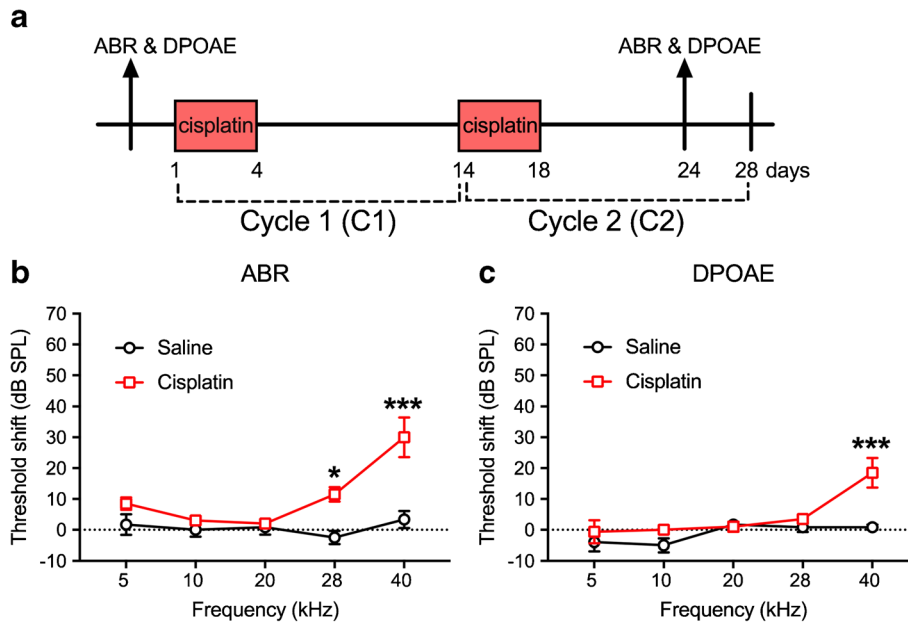 a
ABR & DPOAE
ABR & DPOAE
cisplatin
cisplatin
1 4 14 18 24 28 days
Cycle 1 (C1) Cycle 2 (C2)
b ABR
Threshold shift (dB SPL)
70
60
50
40
30
20
10
0
-10
Saline
Cisplatin
*
***
5 10 20 28 40
Frequency (kHz)
c DPOAE
Threshold shift (dB SPL)
70
60
50
40
30
20
10
0
-10
Saline
Cisplatin
***
5 10 20 28 40
Frequency (kHz)